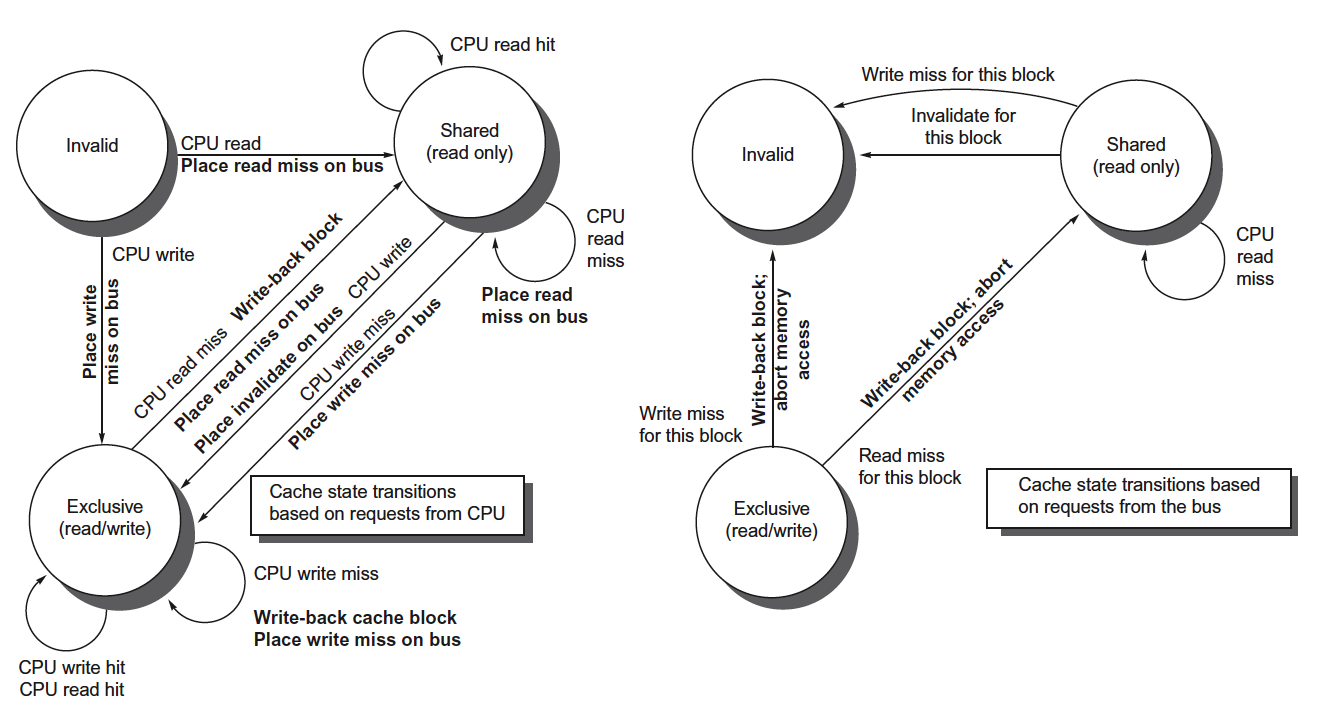 CPU read hit
Invalid
Shared
(read only)
CPU read
Place read miss on bus
CPU write
Place write
miss on bus
CPU read miss Write-back block
Place read miss on bus
Place invalidate on bus CPU write
CPU write miss
Place write miss on bus
CPU
read
miss
Place read
miss on bus
Exclusive
(read/write)
Cache state transitions
based on requests from CPU
CPU write miss
Write-back cache block
Place write miss on bus
CPU write hit
CPU read hit
Write miss for this block
Invalidate for
this block
Invalid
Shared
(read only)
CPU
read
miss
Write-back block;
abort memory
access
Write-back block; abort
memory access
Write miss
for this block
Read miss
for this block
Exclusive
(read/write)
Cache state transitions based
on requests from the bus